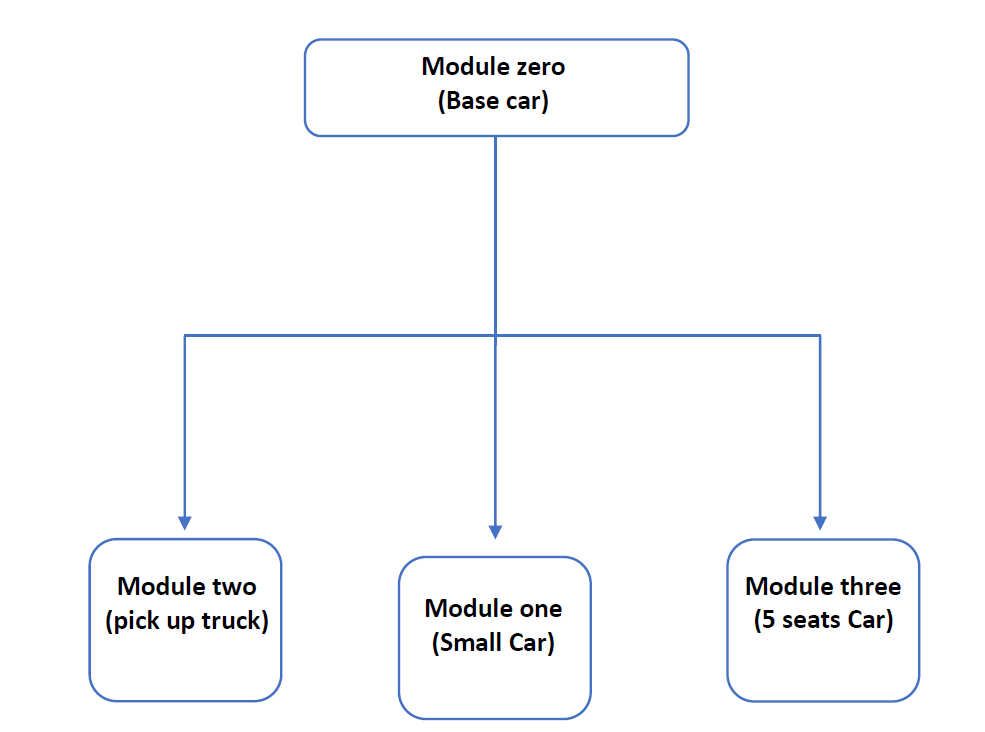 Module zero
(Base car)
Module two
(pick up truck)
Module one
(Small Car)
Module three
(5 seats Car)